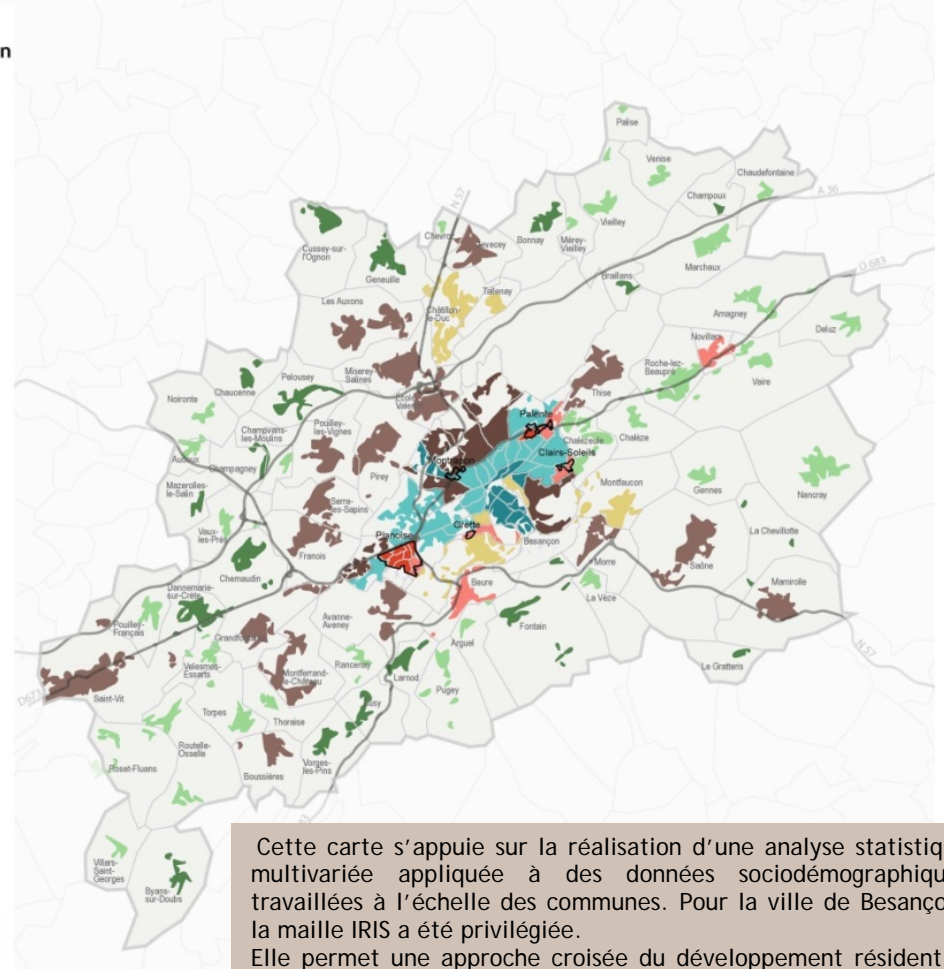 n
Palise
Venise
Chaudefontaine
Champoux
A 36
N 57
Vieilley
Cussey-sur-
l'Ognon
Bonnay
Mérey-
Vieilley
Geneuille
Marchaux
D 683
Braillans
Les Auxons
Tallenay
Châtillon-
le-Duc
Amagney
Deluz
Novillars
Miserey-
Salines
Roche-lez-
Beaupré
Vaire
Chaucenne
Pelousey
Thise
Noironte
Champvans-
les-Moulins
Pouilley-
les-Vignes
Palente
Chalezeule
Chalèze
Audeux
Champagney
Montrapon
Clairs-Soleils
Pirey
Mazerolles-
le-Salin
Montfaucon
Gennes
Nancray
Serre-
les-Sapins
Vaux-
les-Prés
Grette
La Chevillotte
Planoise
Besançon
Franois
Saône
Chemaudin
Morre
Dannemarie-
sur-Crète
Beure
Mamirolle
La Vèze
Avanne-
Aveney
Pouilley-
Français
Fontain
Arguel
N 57
Velesmes-
Essarts
Rancenay
Le Gratteris
Montferrand-
le-Château
Larnod
D673
Saint-Vit
Pugey
Torpes
Thoraise
Routelle-
Osselle
Roset-Fluans
Boussières
Vorges-
les-Pins
Villars-
Saint-
Georges
Byans-
sur-Doubs
Cette carte s'appuie sur la réalisation d'une analyse statistiq
multivariée appliquée à des données sociodémographiqu
travaillées à l'échelle des communes. Pour la ville de Besanço
la maille IRIS a été privilégiée.
Elle permet une approche croisée du développement résident